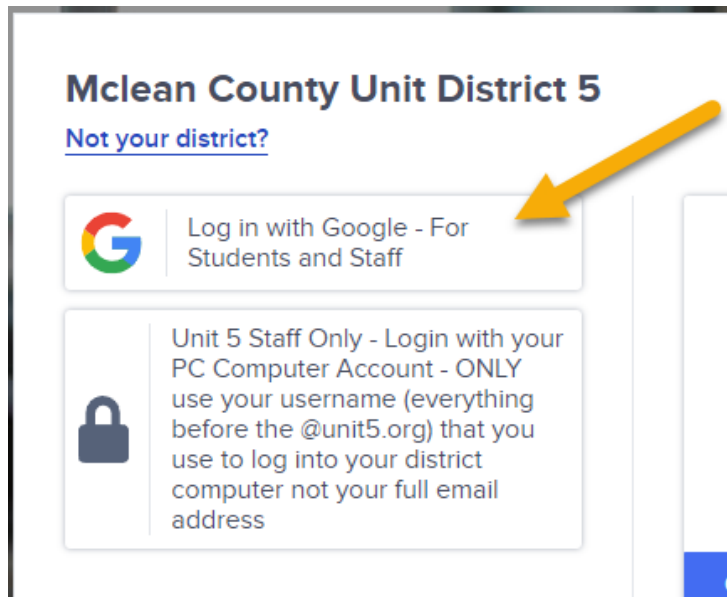 Mclean County Unit District 5
Not your district?
Log in with Google - For
Students and Staff
Unit 5 Staff Only - Login with your
PC Computer Account - ONLY
use your username (everything
before the @unit5.org) that you
use to log into your district
computer not your full email
address